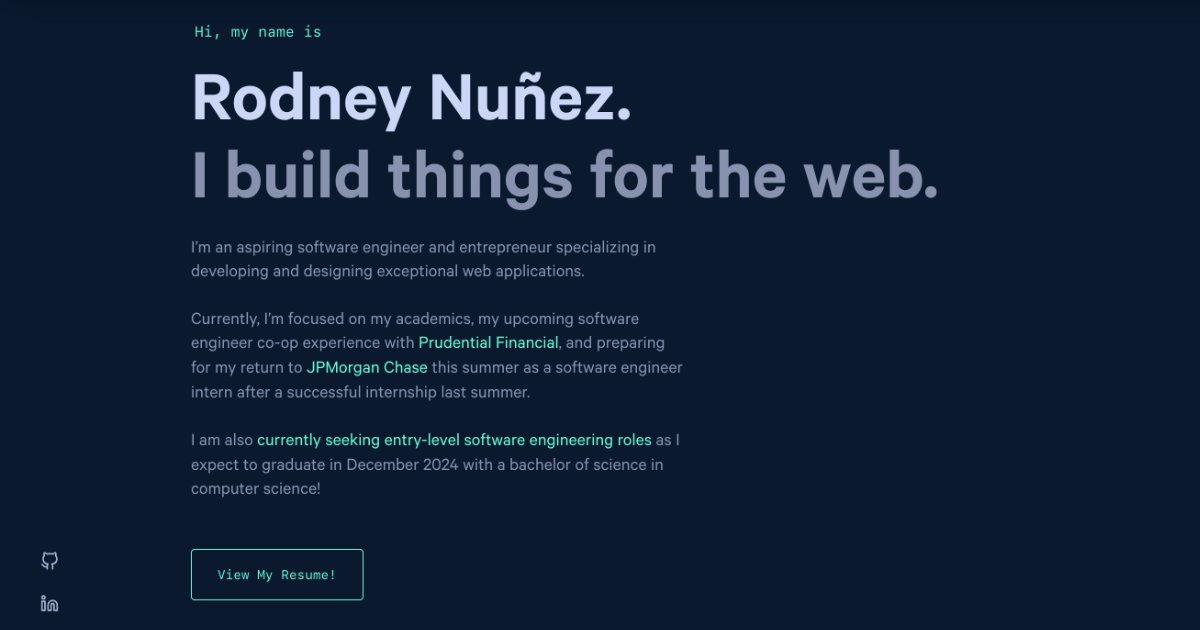 Hi, my name is
Rodney Nuñez.
I build things for the web.
I’m an aspiring software engineer and entrepreneur specializing in
developing and designing exceptional web applications.
Currently, I’m focused on my academics, my upcoming software
engineer co-op experience with Prudential Financial, and preparing
for my return to JPMorgan Chase this summer as a software engineer
intern after a successful internship last summer.
I am also currently seeking entry-level software engineering roles as I
expect to graduate in December 2024 with a bachelor of science in
computer science!
View My Resume!